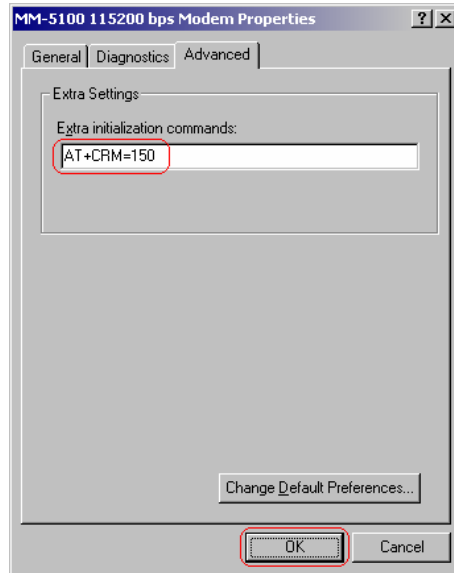 MM-5100 115200 bps Modem Properties
General Diagnostics Advanced
Extra Settings
Extra initialization commands:
AT+CRM=150
Change Default Preferences...
OK Cancel